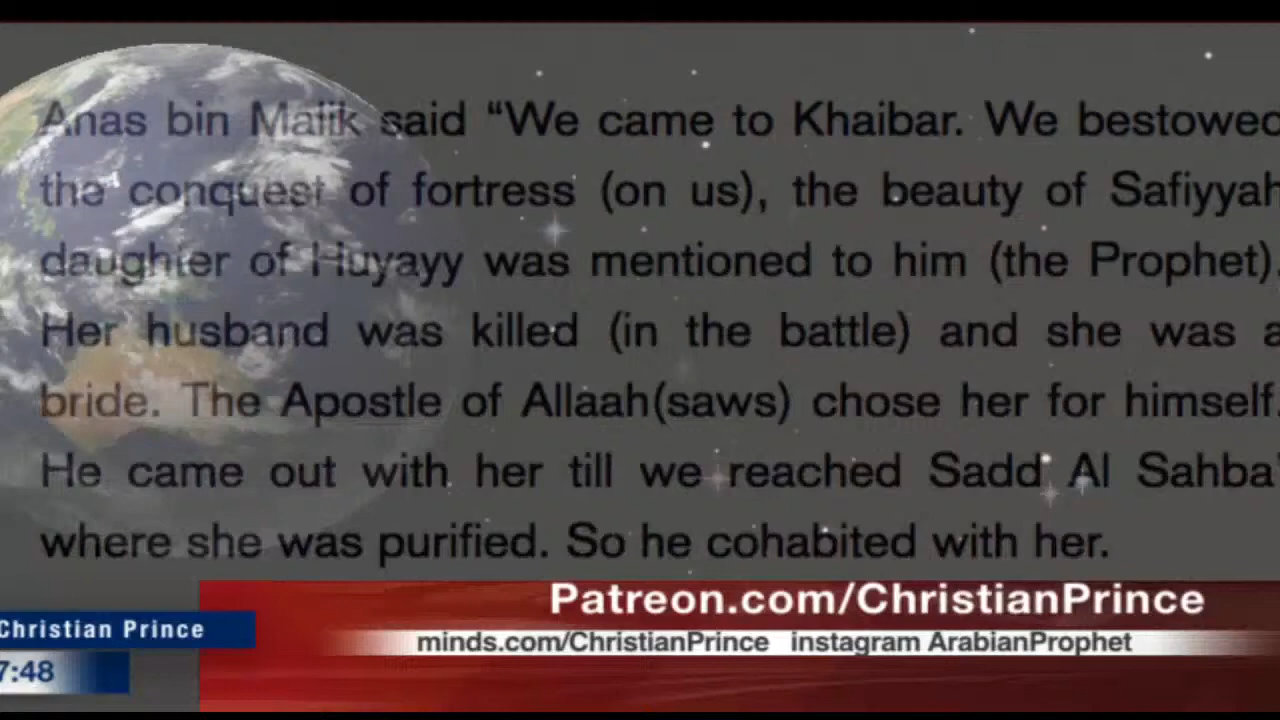 Anas bin Malik said “We came to Khaibar. We bestowed
the conquest of fortress (on us), the beauty of Safiyyah
daughter of Huyayy was mentioned to him (the Prophet).
Her husband was killed (in the battle) and she was a
bride. The Apostle of Allaah(saws) chose her for himself.
He came out with her till we reached Sadd Al Sahba’
where she was purified. So he cohabited with her.
Patreon.com/ChristianPrince
Christian Prince
minds.com/ChristianPrince instagram ArabianProphet
7:48